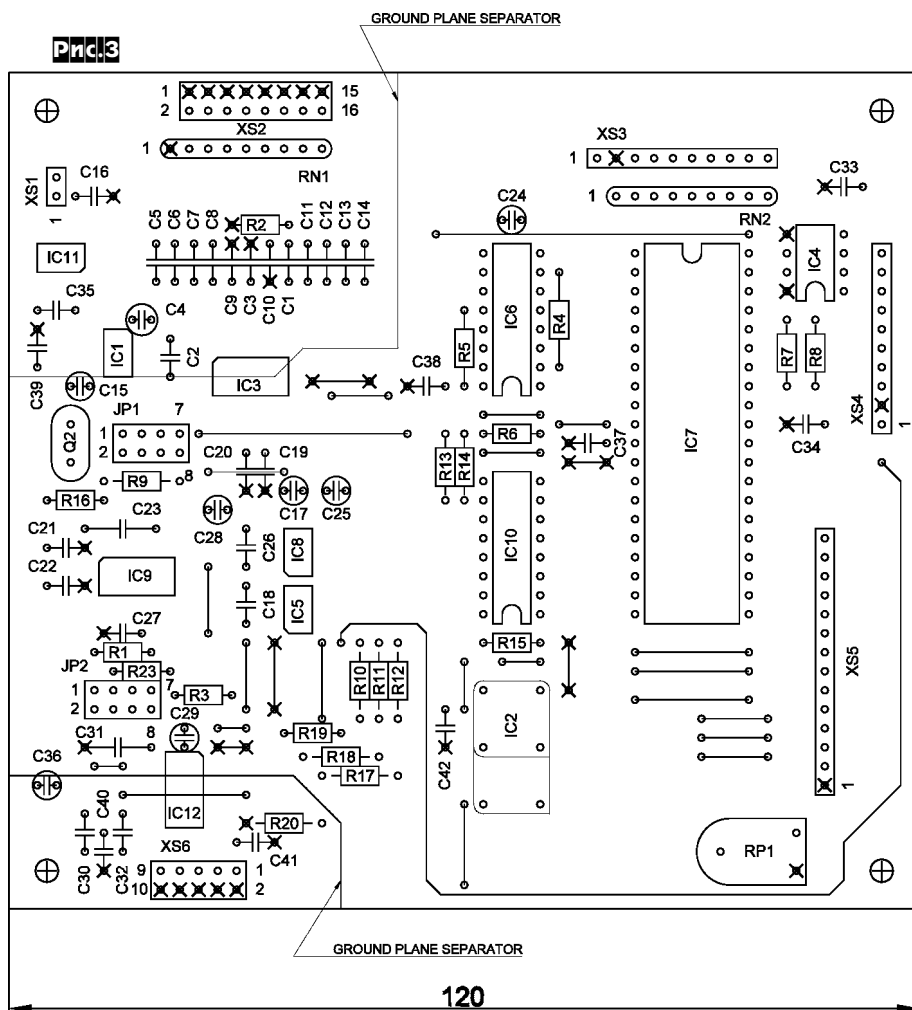 GROUND PLANE SEPARATOR
Рис.3
1 15
2 16
XS2
1
RN1
XS1
C16
1
XS3
1
1
RN2
C33
C5 C6 C7 C8 R2 C11 C12 C13 C14
C24
IC11
IC4
C35
C4
C9 C3 C10 C1
IC6
R4
R5
IC1
C2
IC3
C38
R7 R8
C39
C15
XS4
1
JP1 7
1
2
8
Q2
C20 C19
R6
C37
IC7
C34
R13 R14
R9
R16
C17 C25
C28
C21
C23
C26
IC8
IC10
C22
IC9
C18
IC5
C27
R1
R23
JP2 7
1
2
8
R3
R10 R11 R12
R15
XS5
1
C29
R19
C31
R18
R17
C42
IC2
C36
IC12
C40
R20
C41
C30 C32
XS6
9 1
10 2
RP1
GROUND PLANE SEPARATOR
120